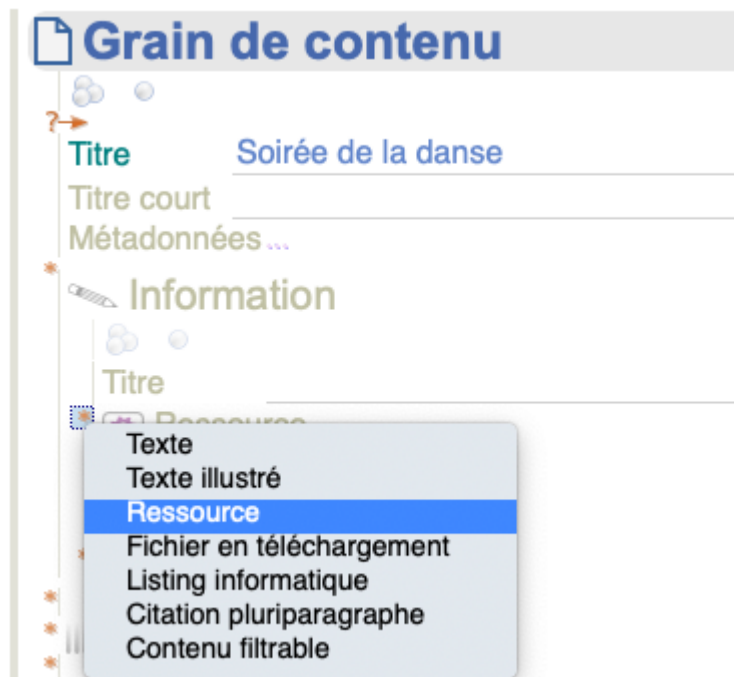 Grain de contenu
Titre Soirée de la danse
Titre court
Métadonnées ...
Information
Titre
Ressource
Texte
Texte illustré
Ressource
Fichier en téléchargement
Listing informatique
Citation pluriparagraphe
Contenu filtrable